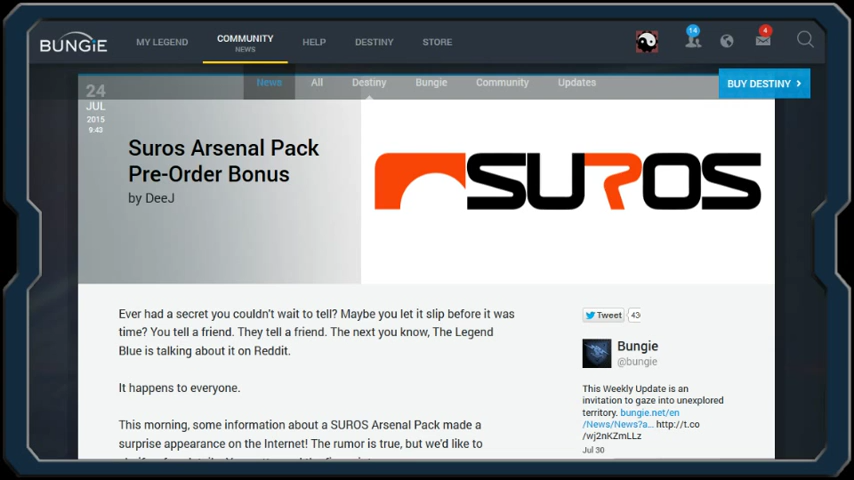 BUNGIE MY LEGEND COMMUNITY HELP DESTINY STORE 14 4
NEWS
News All Destiny Bungie Community Updates BUY DESTINY
24
JUL
2015
9:43
Suros Arsenal Pack
Pre-Order Bonus
by DeeJ
SUROS
Ever had a secret you couldn't wait to tell? Maybe you let it slip before it was
time? You tell a friend. They tell a friend. The next you know, The Legend
Blue is talking about it on Reddit.
It happens to everyone.
This morning, some information about a SUROS Arsenal Pack made a
surprise appearance on the Internet! The rumor is true, but we'd like to
Tweet
Bungie
@bungie
This Weekly Update is an
invitation to gaze into unexplored
territory. bungie.net/en
/News/News?a... http://t.co
/wj2nKZmLLz
Jul 30